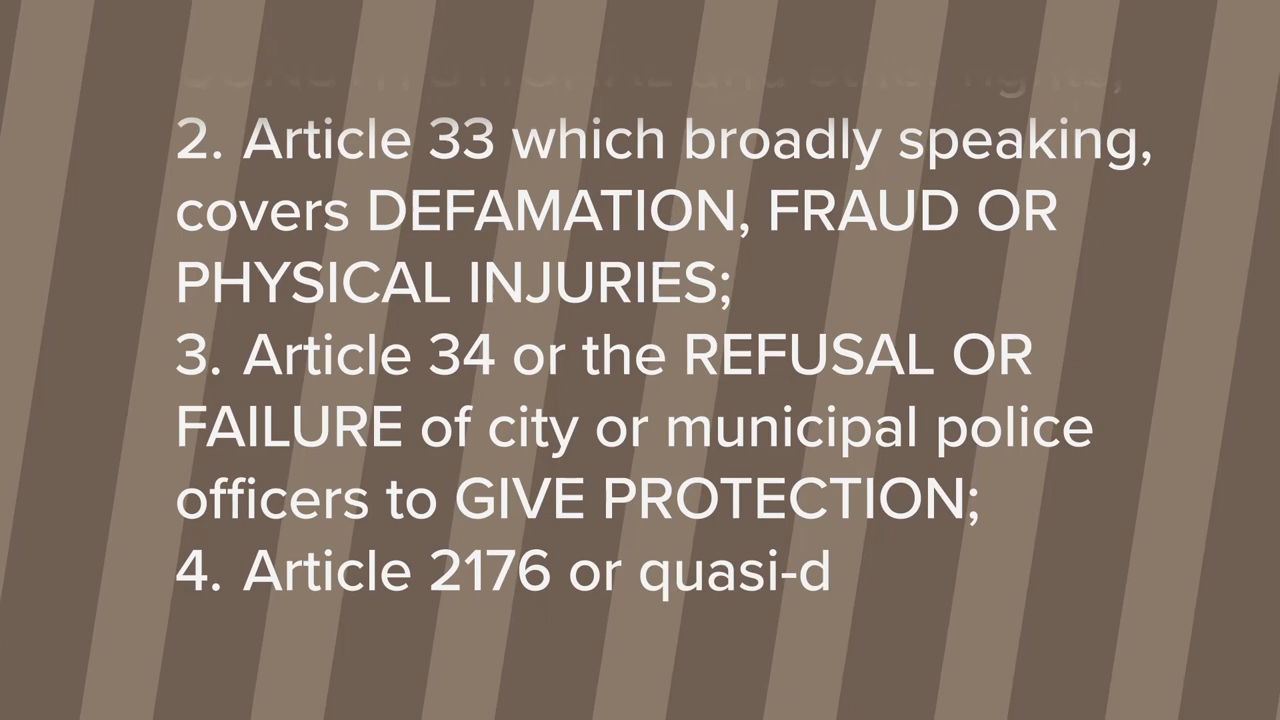 2. Article 33 which broadly speaking,
covers DEFAMATION, FRAUD OR
PHYSICAL INJURIES;
3. Article 34 or the REFUSAL OR
FAILURE of city or municipal police
officers to GIVE PROTECTION;
4. Article 2176 or quasi-d